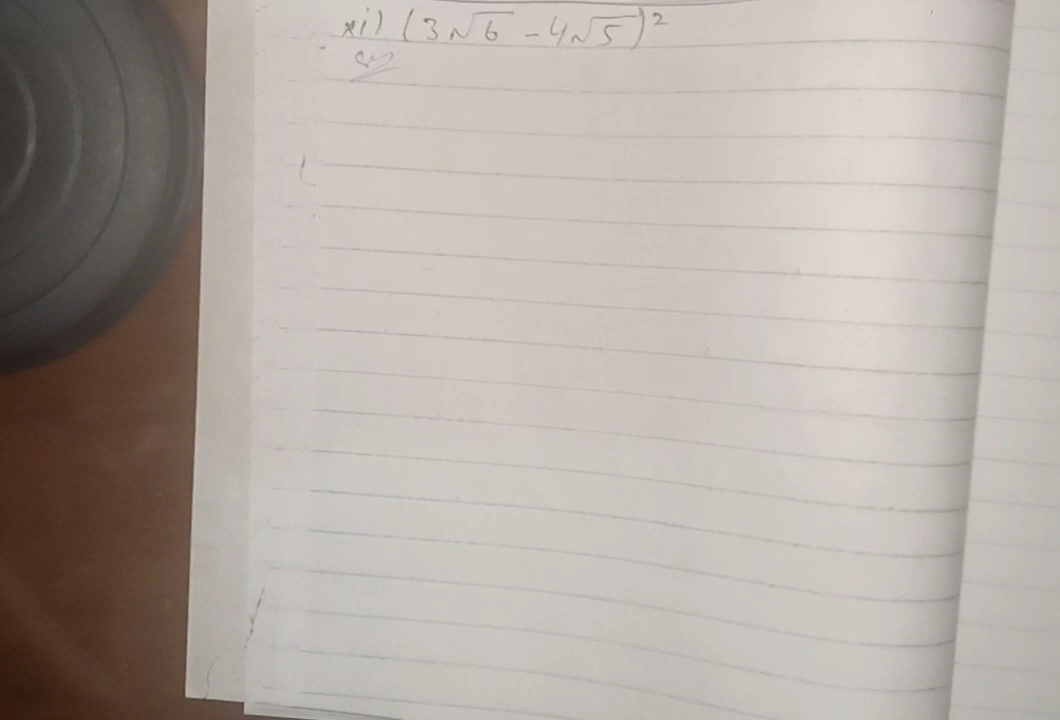 xi) (3√6 - 4√5)²